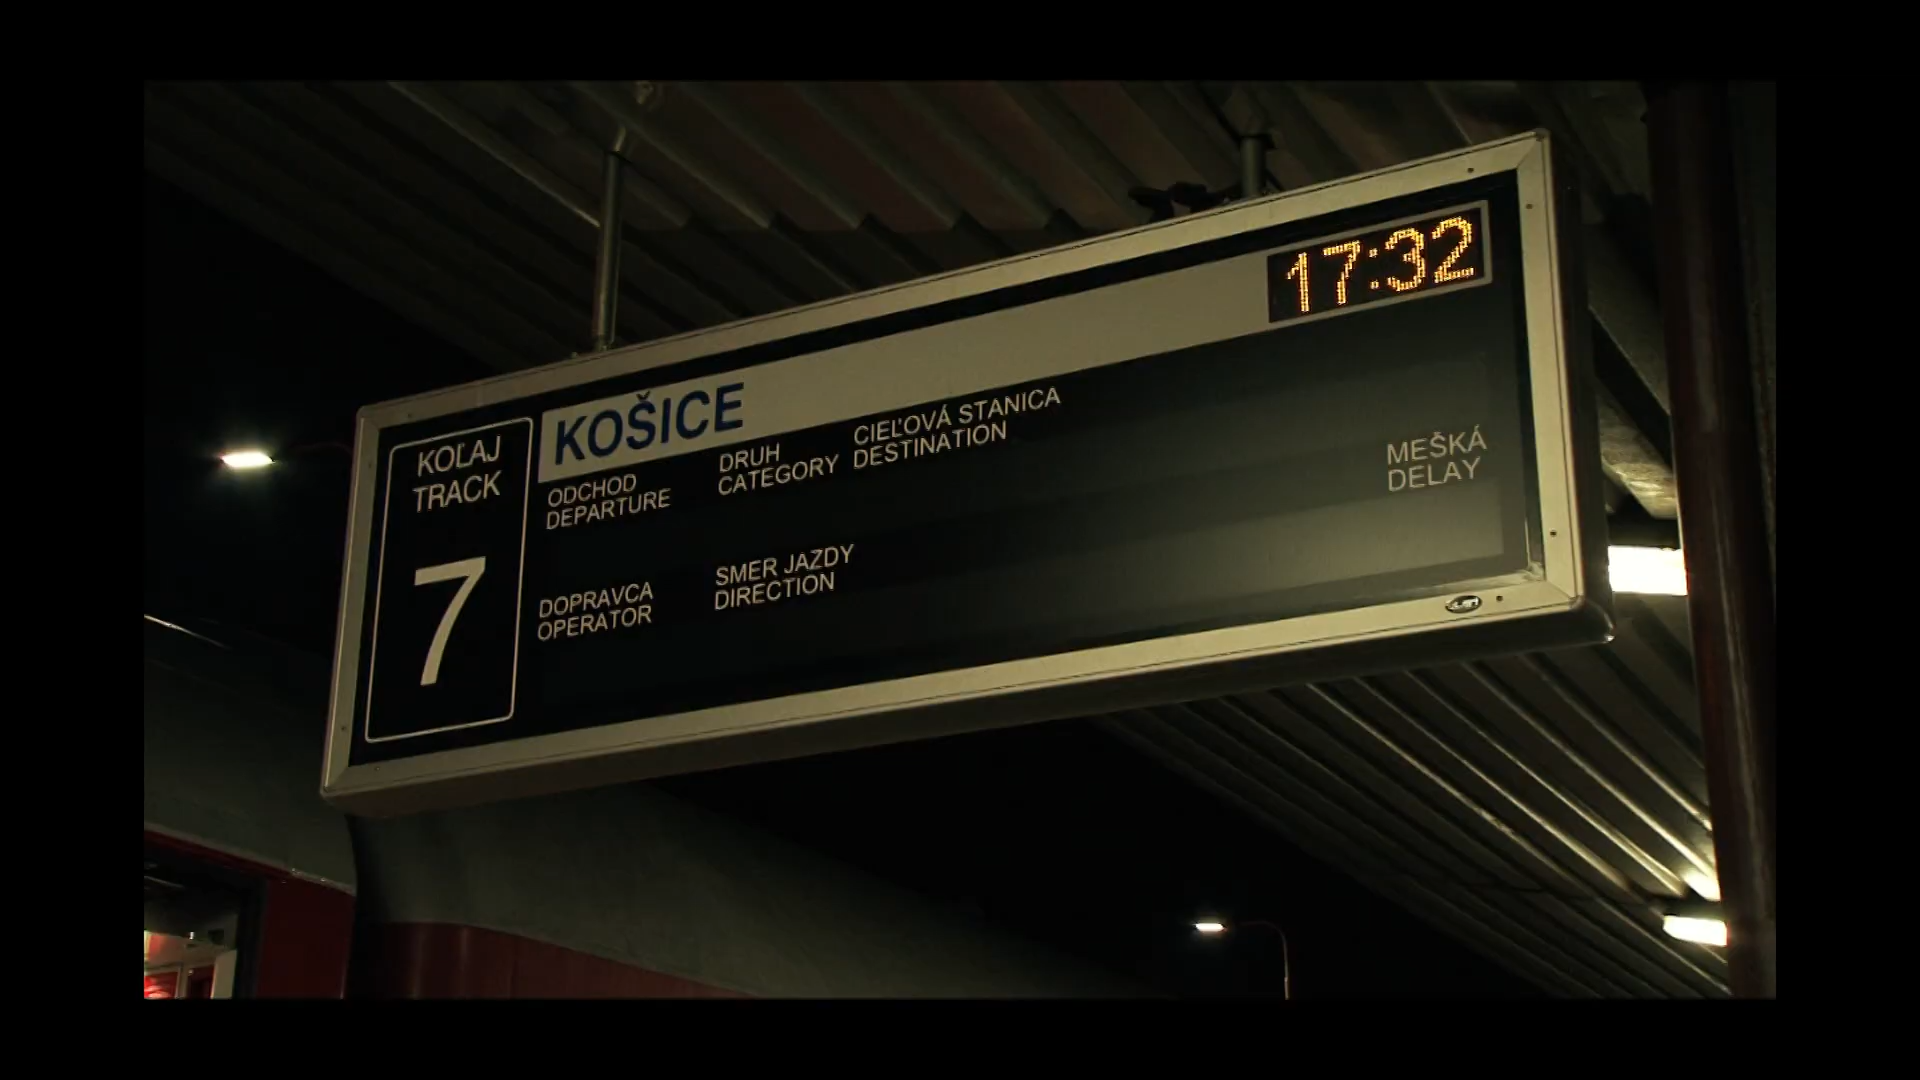 17:32
KOŠICE
KOĽAJ
TRACK
7
ODCHOD
DEPARTURE
DRUH
CATEGORY
CIEĽOVÁ STANICA
DESTINATION
MEŠKÁ
DELAY
DOPRAVCA
OPERATOR
SMER JAZDY
DIRECTION